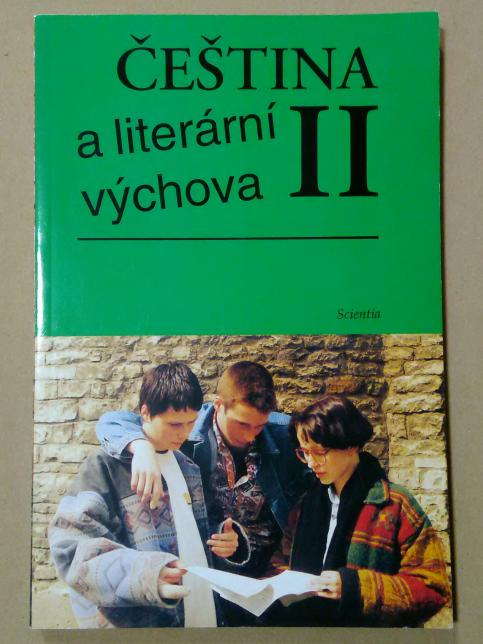 ČEŠTINA
a literární
výchova
II
Scientia